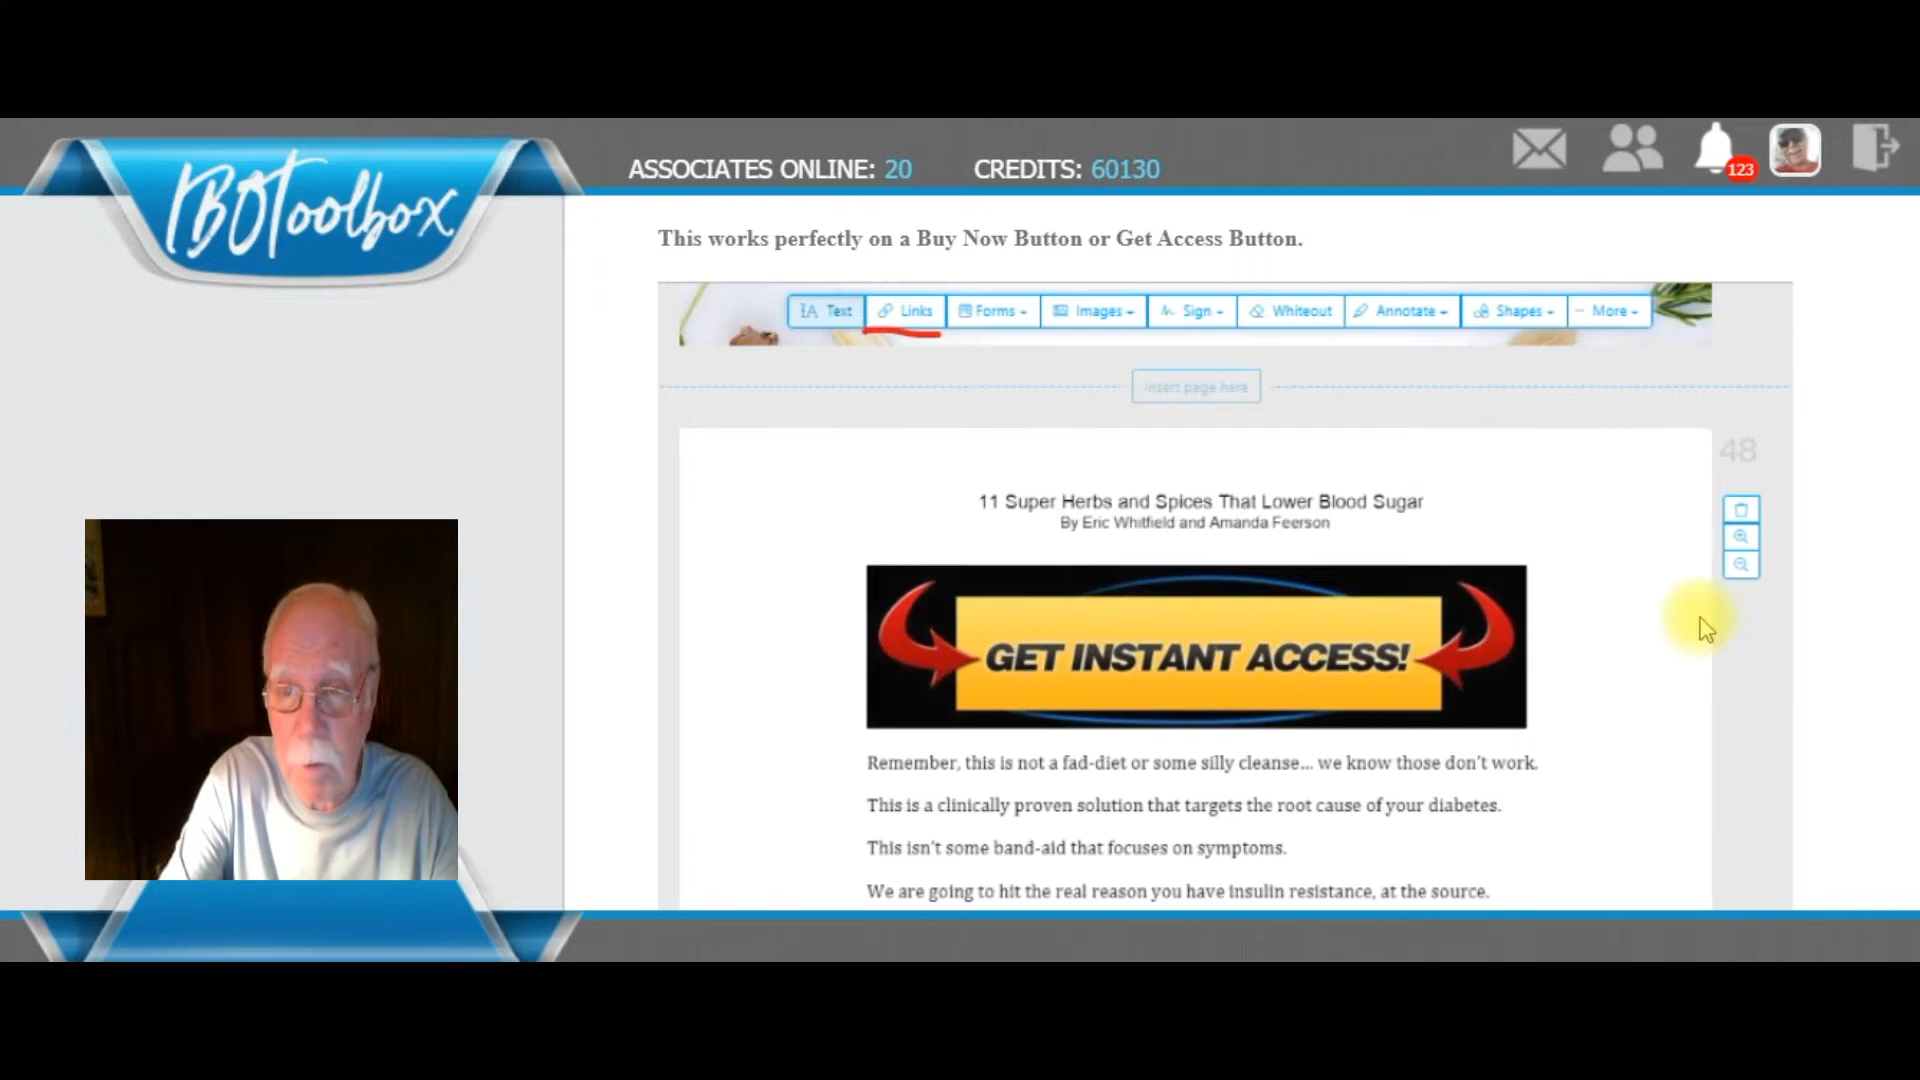 IBOToolbox
ASSOCIATES ONLINE: 20 CREDITS: 60130
123
This works perfectly on a Buy Now Button or Get Access Button.
Text Links Forms Images Sign Whiteout Annotate Shapes More
Insert page here
48
11 Super Herbs and Spices That Lower Blood Sugar
By Eric Whitfield and Amanda Feerson
GET INSTANT ACCESS!
Remember, this is not a fad-diet or some silly cleanse... we know those don't work.
This is a clinically proven solution that targets the root cause of your diabetes.
This isn't some band-aid that focuses on symptoms.
We are going to hit the real reason you have insulin resistance, at the source.